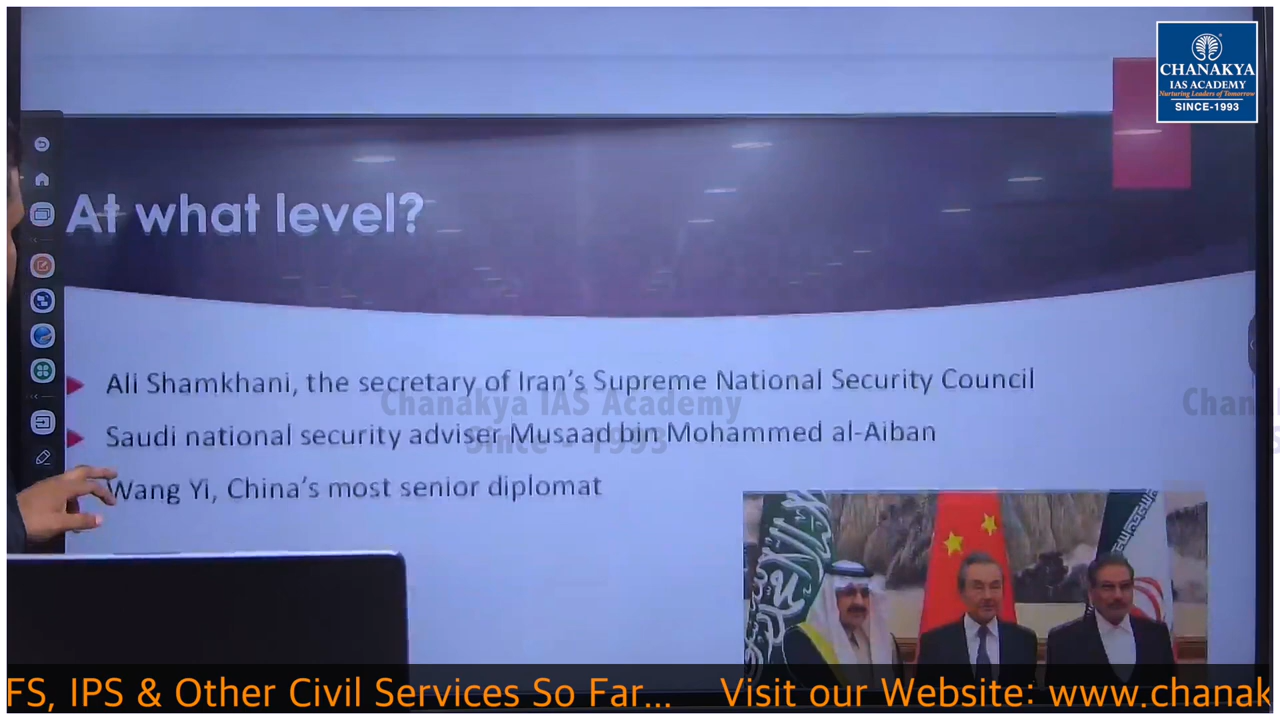 CHANAKYA
IAS ACADEMY
Nurturing Leaders of Tomorrow
SINCE-1993
At what level?
Ali Shamkhani, the secretary of Iran's Supreme National Security Council
Chanakya IAS Academy
Chan
Saudi national security adviser Musaad bin Mohammed al-Aiban
Since - 1993
S
Wang Yi, China's most senior diplomat
FS, IPS & Other Civil Services So Far... Visit our Website: www.chanak